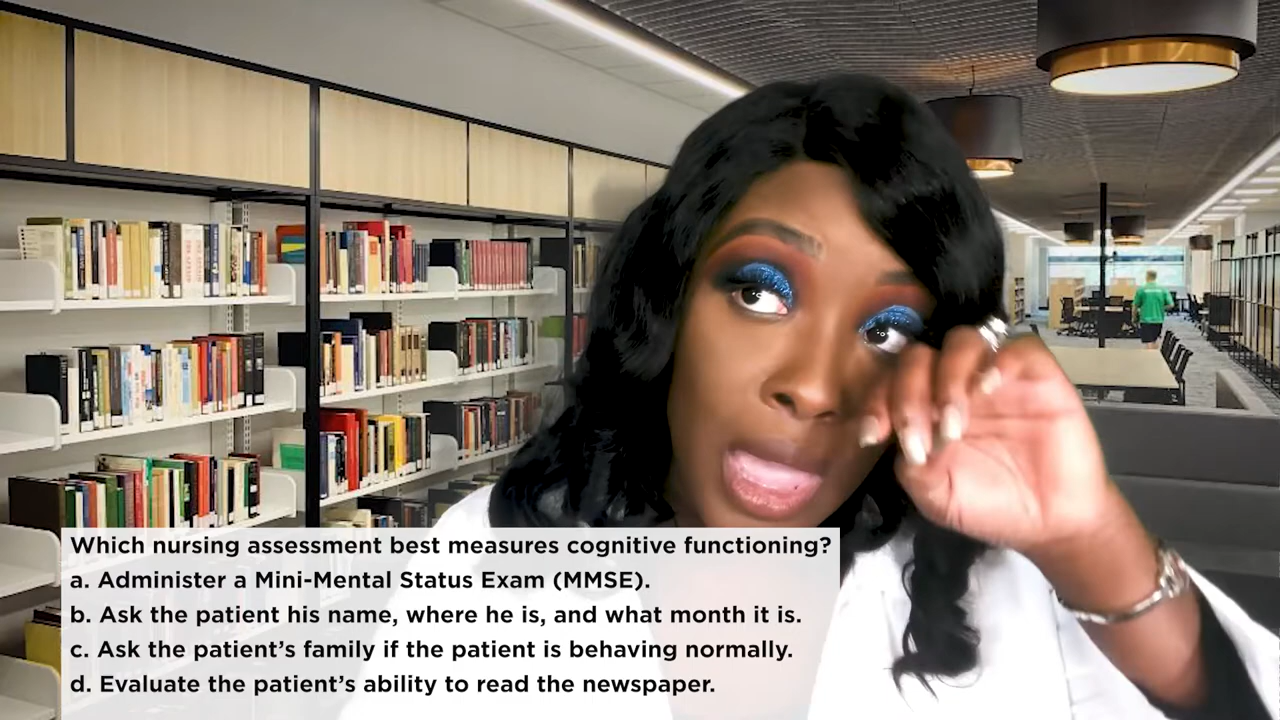 Which nursing assessment best measures cognitive functioning?
a. Administer a Mini-Mental Status Exam (MMSE).
b. Ask the patient his name, where he is, and what month it is.
c. Ask the patient’s family if the patient is behaving normally.
d. Evaluate the patient’s ability to read the newspaper.